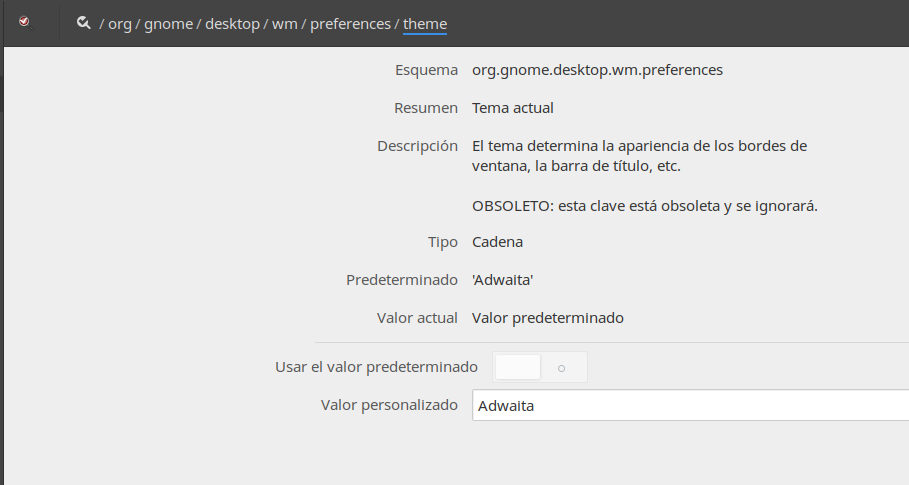 / org / gnome / desktop / wm / preferences / theme
Esquema org.gnome.desktop.wm.preferences
Resumen Tema actual
Descripción El tema determina la apariencia de los bordes de
ventana, la barra de título, etc.
OBSOLETO: esta clave está obsoleta y se ignorará.
Tipo Cadena
Predeterminado 'Adwaita'
Valor actual Valor predeterminado
Usar el valor predeterminado
Valor personalizado Adwaita